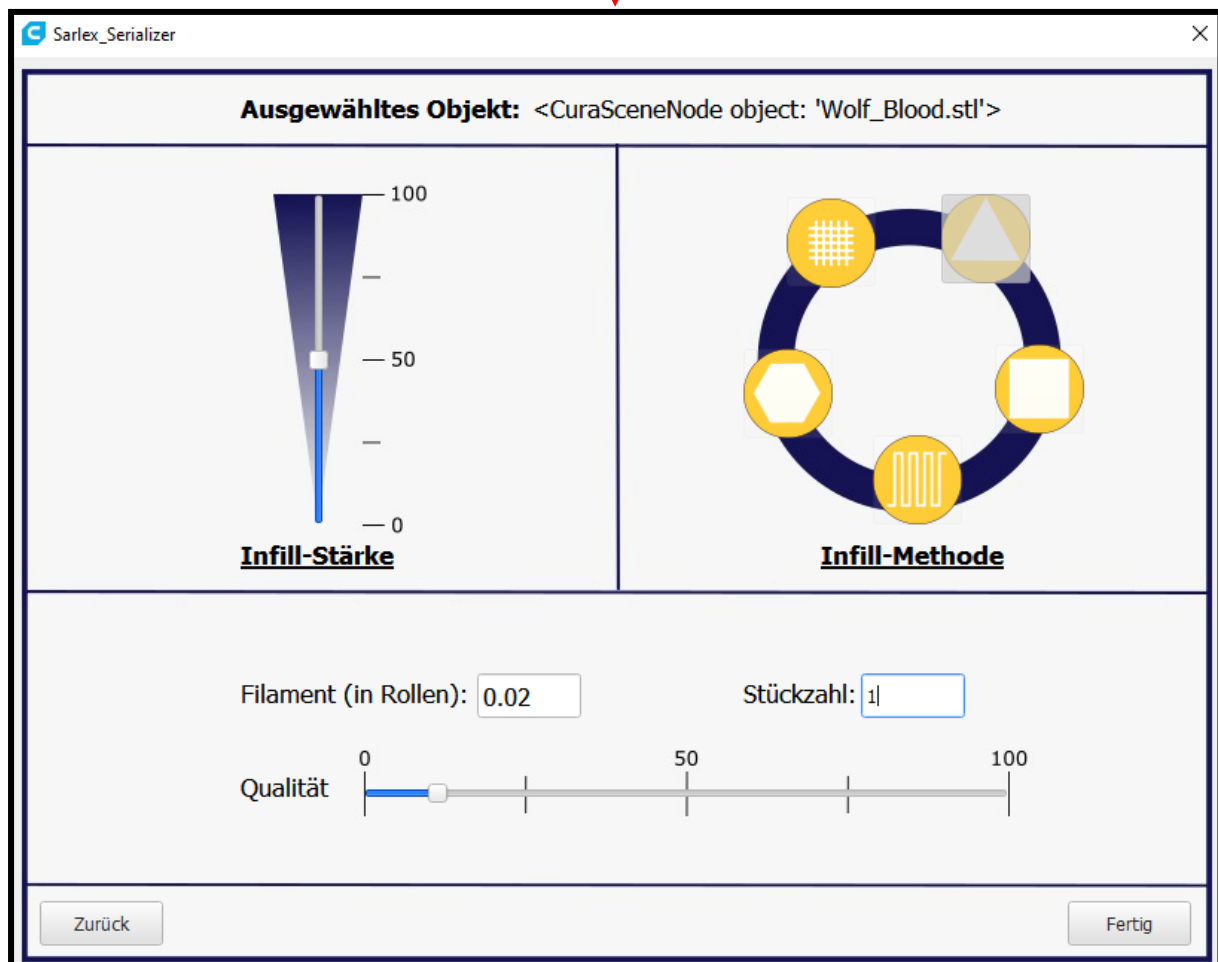 Sarlex_Serializer
Ausgewähltes Objekt: <CuraSceneNode object: 'Wolf_Blood.stl'>
100
50
0
Infill-Stärke
Infill-Methode
Filament (in Rollen): 0.02
Stückzahl: 1
0 50 100
Qualität
Zurück
Fertig